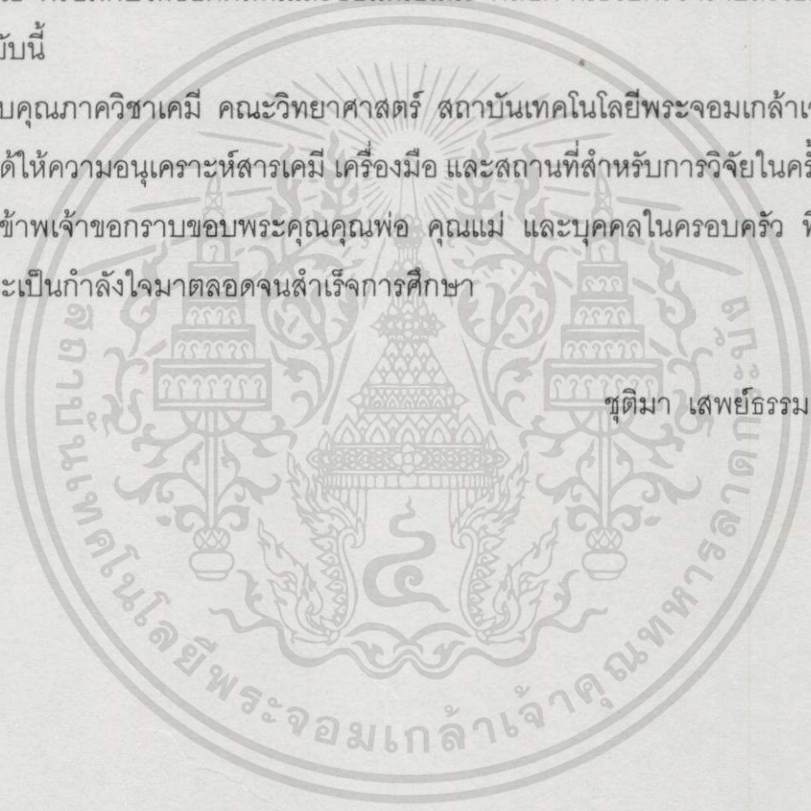 บับนี้
บคุณภาควิชาเคมี คณะวิทยาศาสตร์ สถาบันเทคโนโลยีพระจอมเกล้าเ
ด้ให้ความอนุเคราะห์สารเคมี เครื่องมือ และสถานที่สำหรับการวิจัยในครั้
ข้าพเจ้าขอกราบขอบพระคุณคุณพ่อ คุณแม่ และบุคคลในครอบครัว ที
ะเป็นกำลังใจมาตลอดจนสำเร็จการศึกษา
ชุติมา เสพย์ธรรม
สถาบันเทคโนโลยีพระจอมเกล้าเจ้าคุณทหารลาดกระบัง